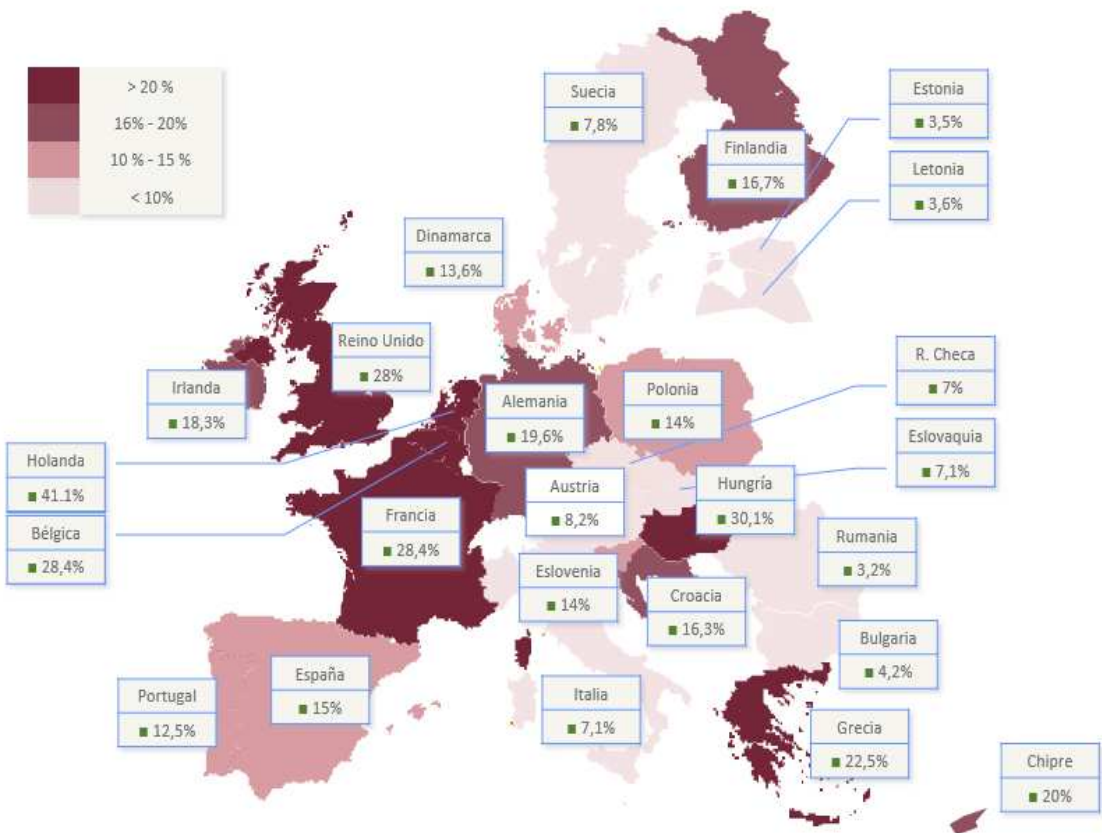 > 20 %
16% - 20%
10 % - 15 %
< 10%
Suecia
7,8%
Estonia
3,5%
Finlandia
16,7%
Letonia
3,6%
Dinamarca
13,6%
Reino Unido
28%
R. Checa
7%
Irlanda
18,3%
Alemania
19,6%
Polonia
14%
Eslovaquia
7,1%
Holanda
41.1%
Austria
8,2%
Hungría
30,1%
Bélgica
28,4%
Francia
28,4%
Rumania
3,2%
Eslovenia
14%
Croacia
16,3%
Bulgaria
4,2%
España
15%
Portugal
12,5%
Italia
7,1%
Grecia
22,5%
Chipre
20%